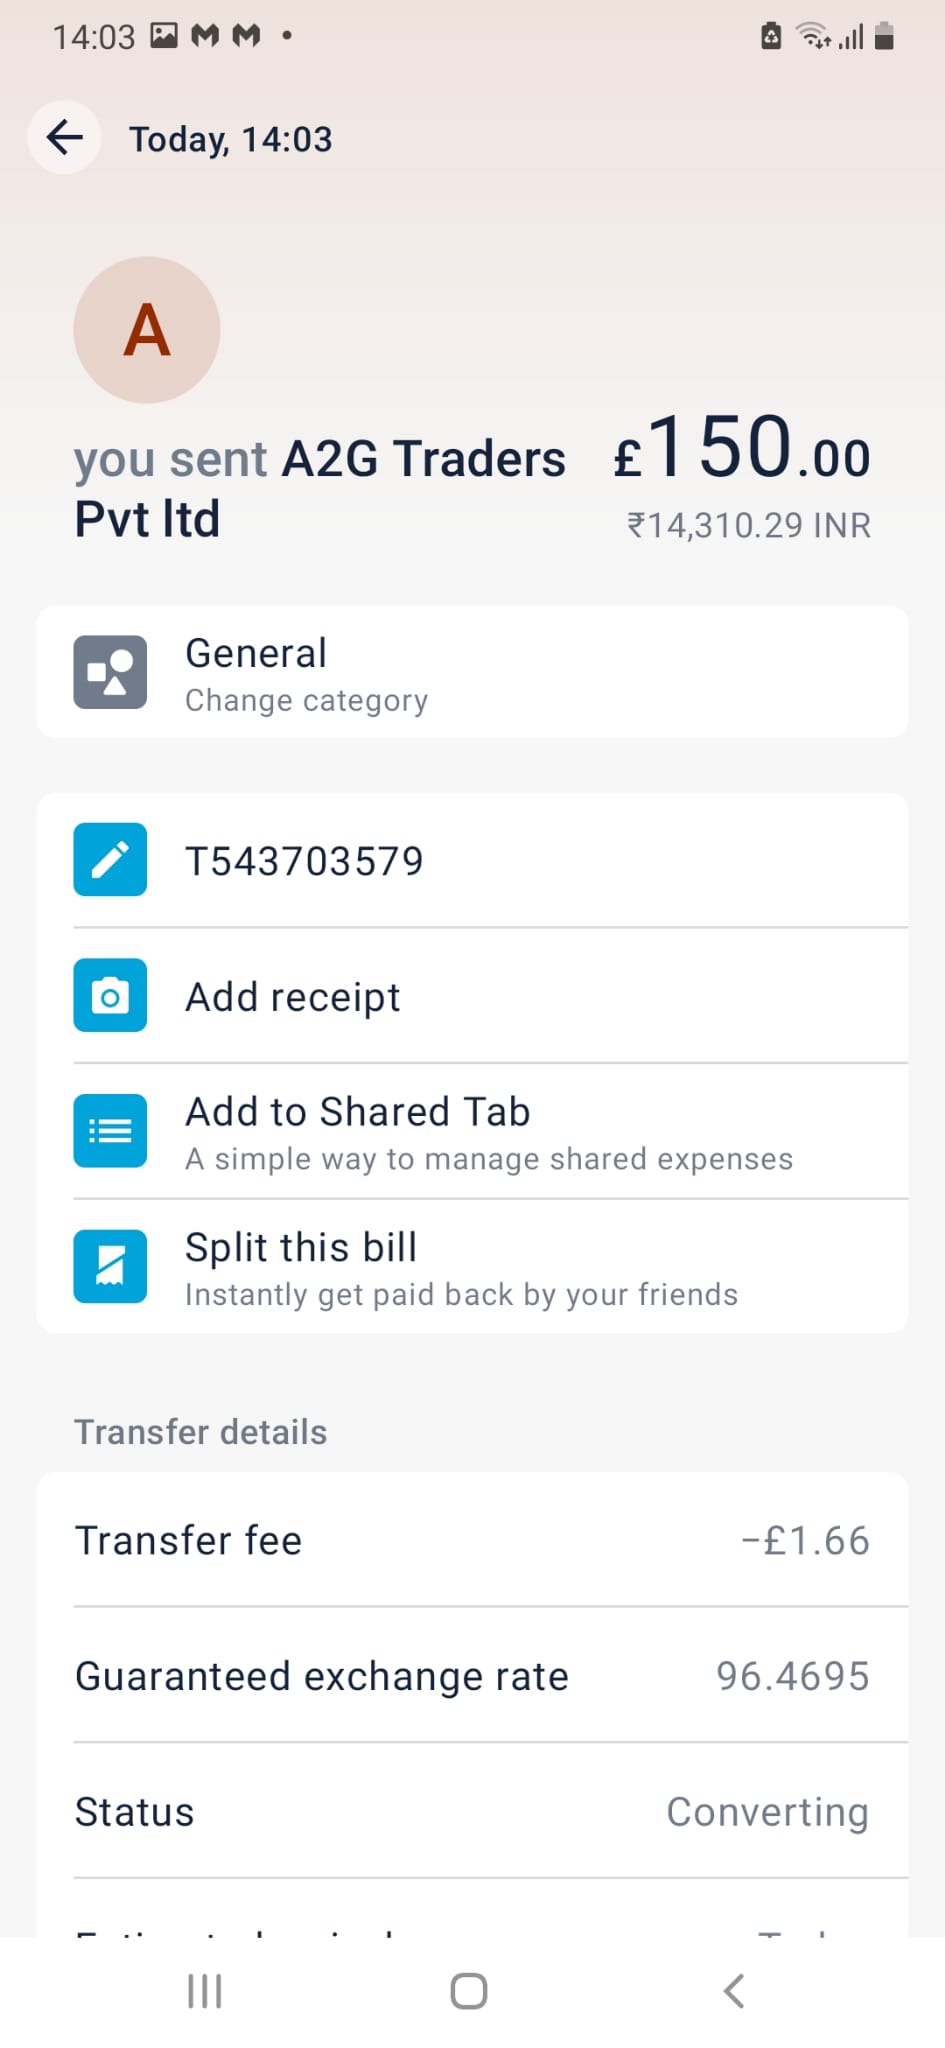 14:03
Today, 14:03
A
you sent A2G Traders Pvt ltd
£150.00
₹14,310.29 INR
General
Change category
T543703579
Add receipt
Add to Shared Tab
A simple way to manage shared expenses
Split this bill
Instantly get paid back by your friends
Transfer details
Transfer fee
-£1.66
Guaranteed exchange rate
96.4695
Status
Converting